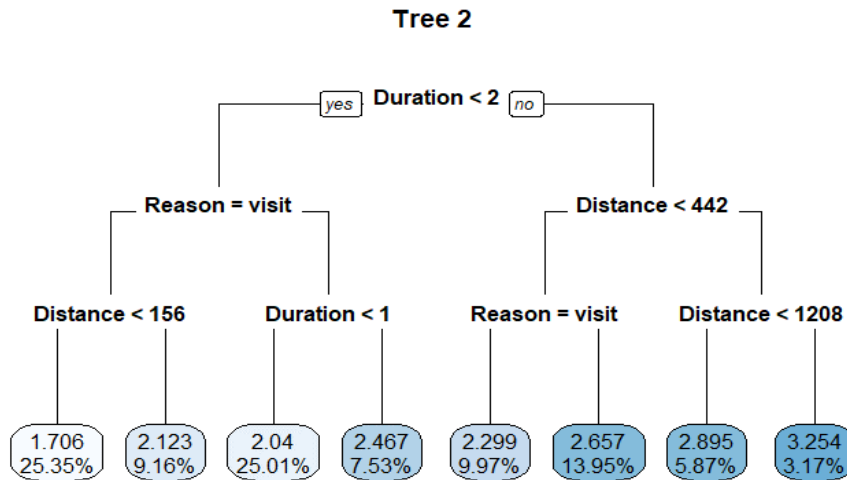 Tree 2
yes Duration < 2 no
Reason = visit Distance < 442
Distance < 156 Duration < 1 Reason = visit Distance < 1208
1.706 2.123 2.04 2.467 2.299 2.657 2.895 3.254
25.35% 9.16% 25.01% 7.53% 9.97% 13.95% 5.87% 3.17%